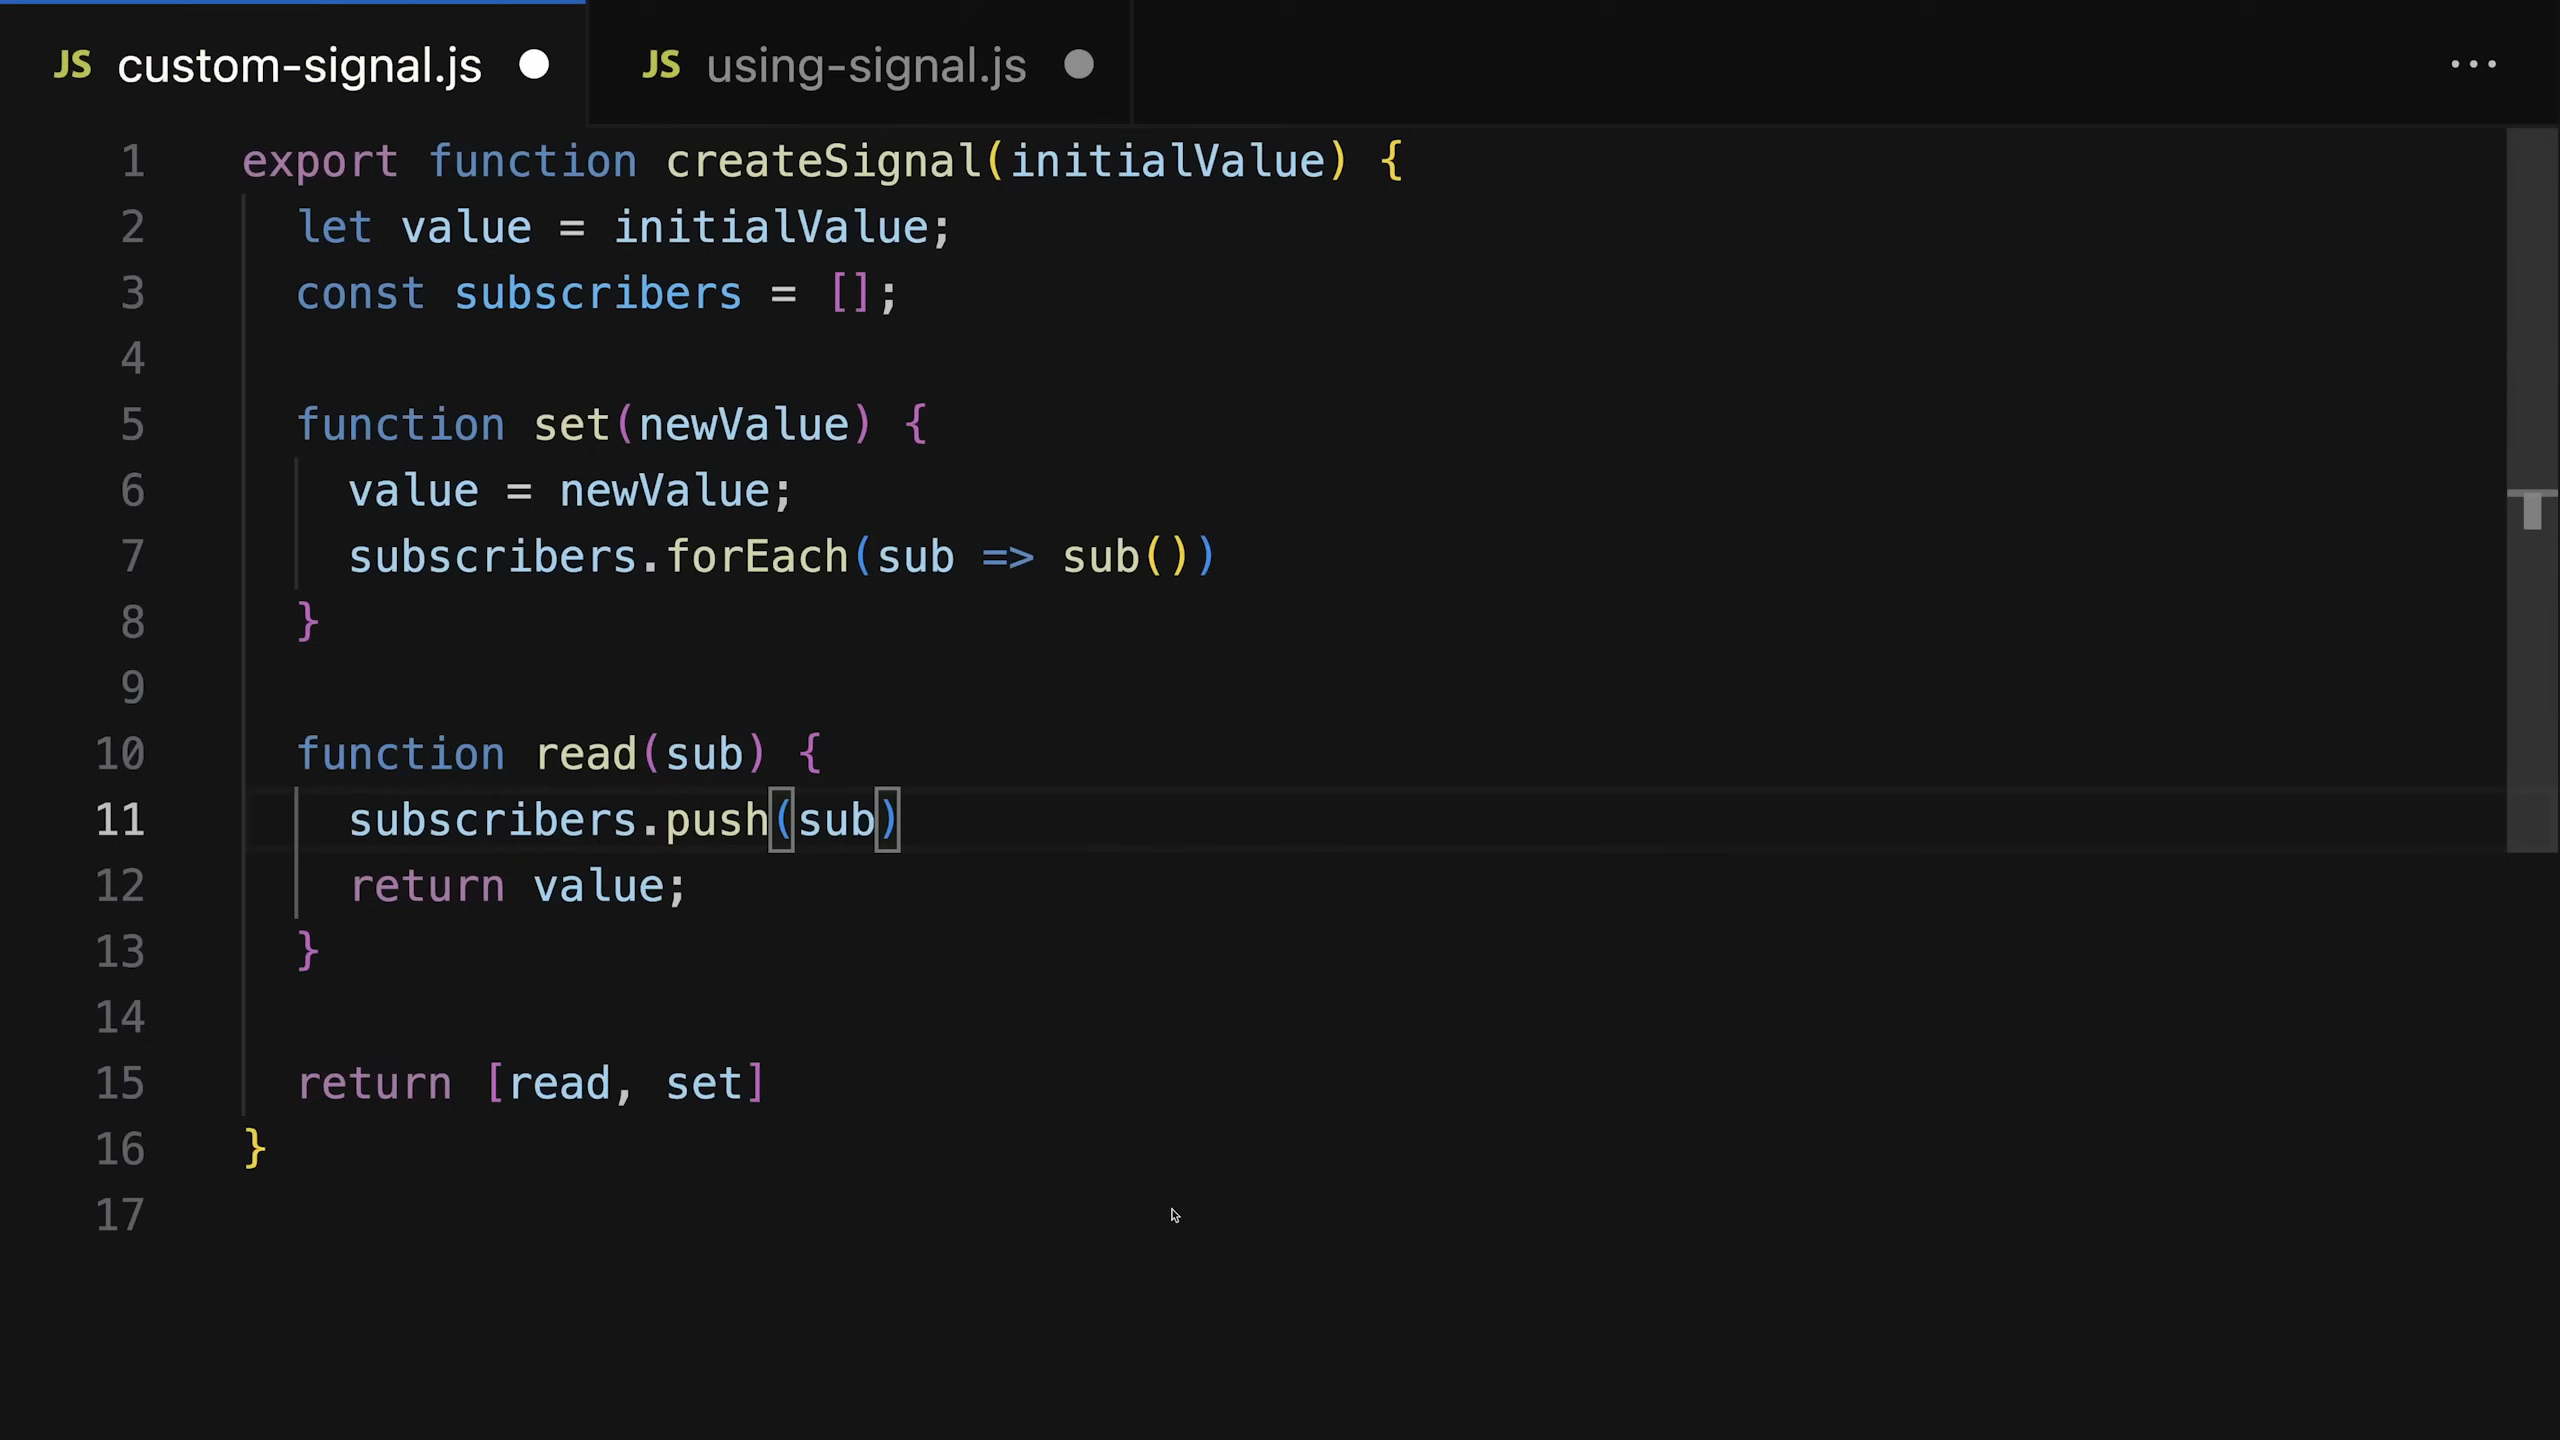 JS custom-signal.js JS using-signal.js ...
1 export function createSignal(initialValue) {
2 let value = initialValue;
3 const subscribers = [];
4
5 function set(newValue) {
6 value = newValue;
7 subscribers.forEach(sub => sub())
8 }
9
10 function read(sub) {
11 subscribers.push(sub)
12 return value;
13 }
14
15 return [read, set]
16 }
17